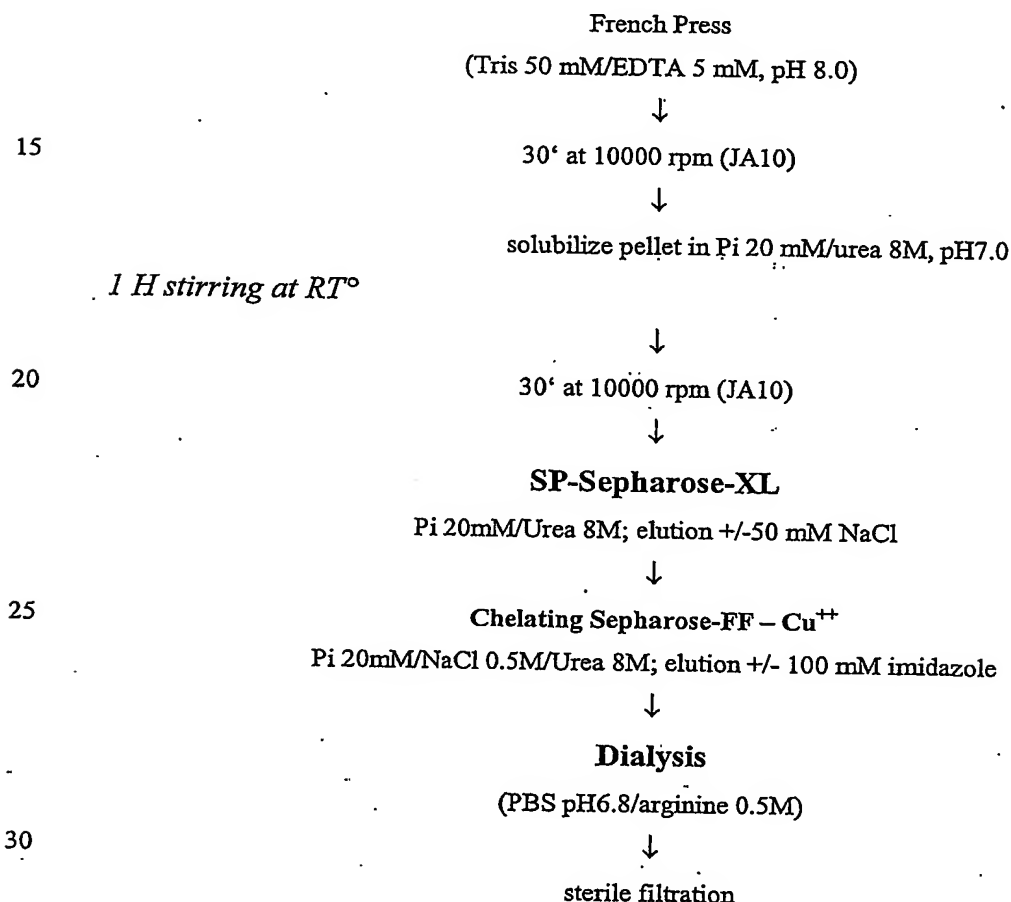 French Press
(Tris 50 mM/EDTA 5 mM, pH 8.0)
↓
15
30‘ at 10000 rpm (JA10)
↓
solubilize pellet in Pi 20 mM/urea 8M, pH7.0
1 H stirring at RT°
↓
20
30‘ at 10000 rpm (JA10)
↓
SP-Sepharose-XL
Pi 20mM/Urea 8M; elution +/-50 mM NaCl
↓
25
Chelating Sepharose-FF – Cu⁺⁺
Pi 20mM/NaCl 0.5M/Urea 8M; elution +/- 100 mM imidazole
↓
Dialysis
(PBS pH6.8/arginine 0.5M)
30
↓
sterile filtration